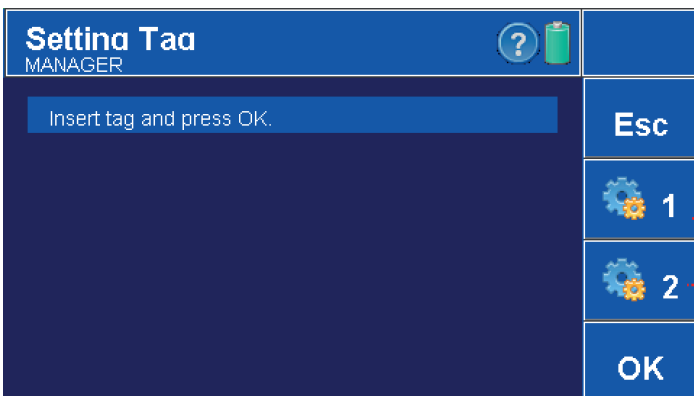 Setting Tag
MANAGER
?
Insert tag and press OK.
Esc
1
2
OK